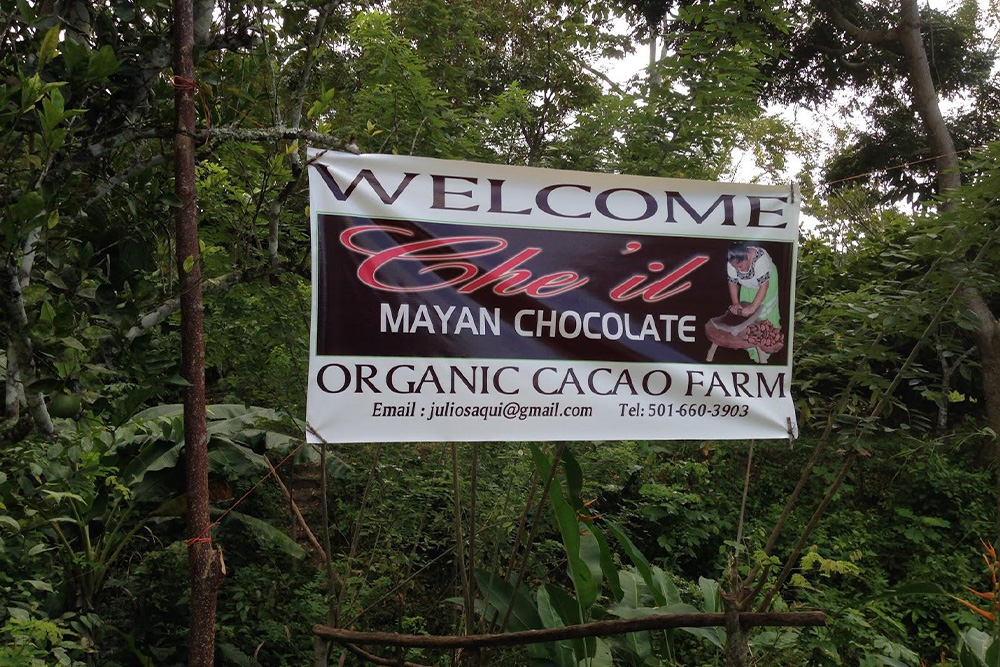 WELCOME
Che'il
MAYAN CHOCOLATE
ORGANIC CACAO FARM
Email : juliosaqui@gmail.com Tel: 501-660-3903